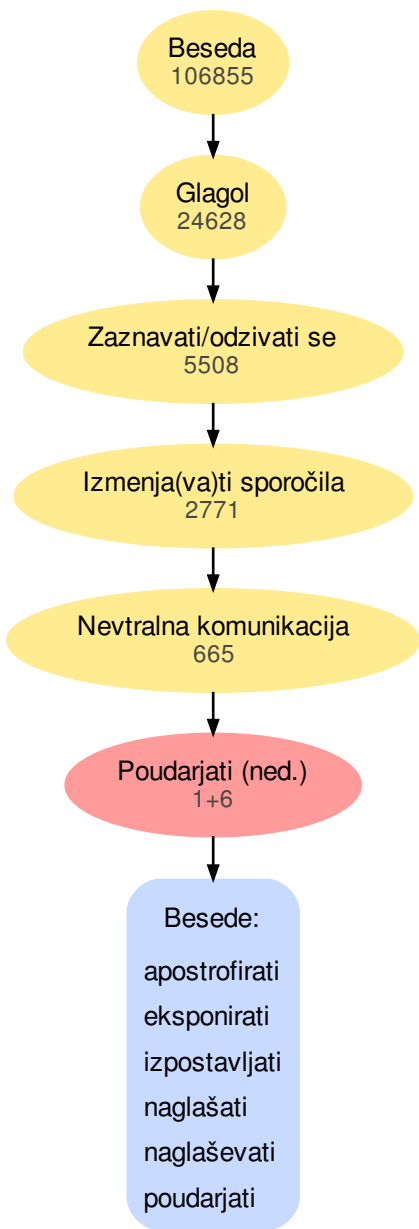 Beseda
106855
Glagol
24628
Zaznavati/odzivati se
5508
Izmenja(va)ti sporočila
2771
Nevtralna komunikacija
665
Poudarjati (ned.)
1+6
Besede:
apostrofirati
eksponirati
izpostavljati
naglašati
naglaševati
poudarjati